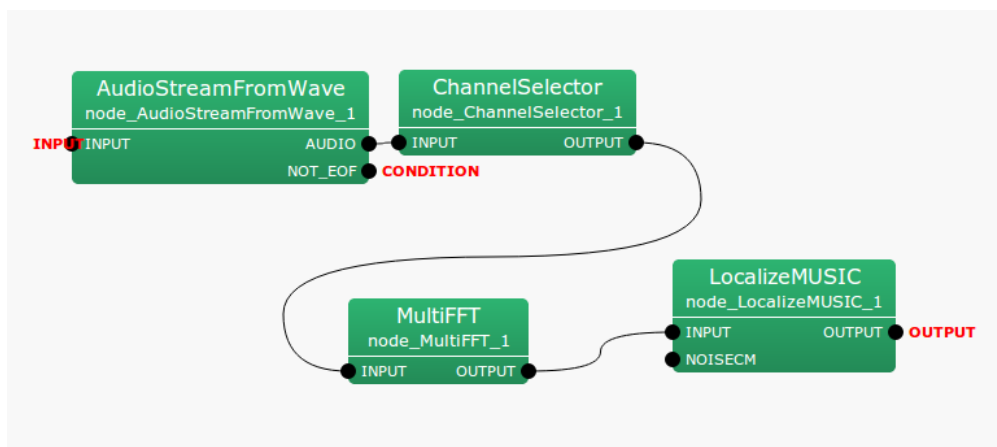 AudioStreamFromWave
node_AudioStreamFromWave_1
INPUT INPUT AUDIO
NOT_EOF CONDITION
ChannelSelector
node_ChannelSelector_1
INPUT OUTPUT
MultiFFT
node_MultiFFT_1
INPUT OUTPUT
LocalizeMUSIC
node_LocalizeMUSIC_1
INPUT OUTPUT OUTPUT
NOISECM